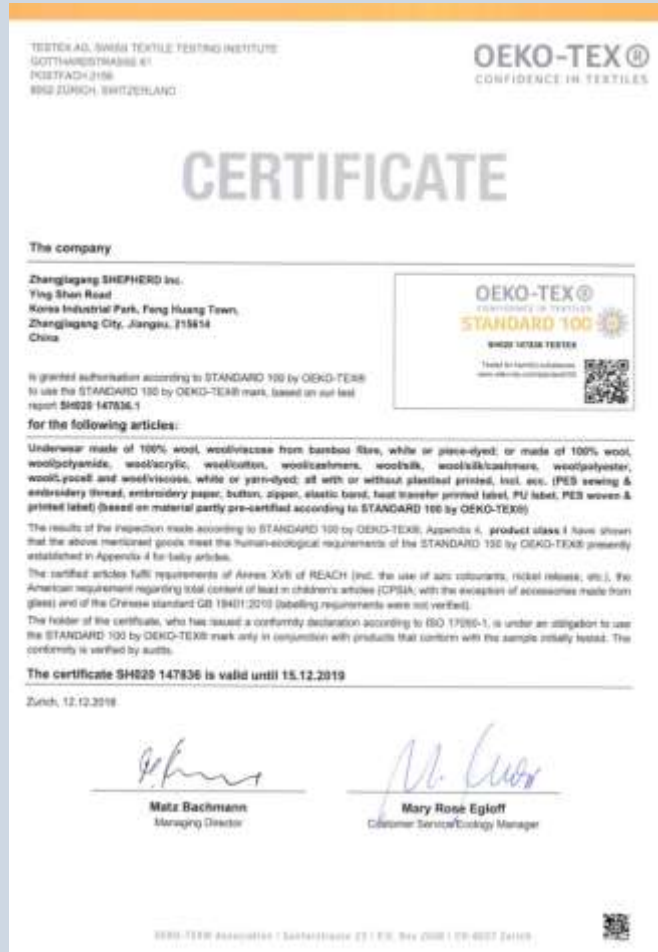 TESTEX AG, SWISS TEXTILE TESTING INSTITUTE
GOTTHARDSTRASSE 61
POSTFACH 2156
8002 ZÜRICH, SWITZERLAND
OEKO-TEX®
CONFIDENCE IN TEXTILES
CERTIFICATE
The company
Zhangjiagang SHEPHERD Inc.
Ying Shan Road
Korea Industrial Park, Feng Huang Town,
Zhangjiagang City, Jiangsu, 215614
China
OEKO-TEX®
CONFIDENCE IN TEXTILES
STANDARD 100
SH020 147836 TESTEX
Tested for harmful substances
is granted authorisation according to STANDARD 100 by OEKO-TEX®
to use the STANDARD 100 by OEKO-TEX® mark, based on our test
report SH020 147836.1
for the following articles:
Underwear made of 100% wool, wool/viscose from bamboo fibre, white or piece-dyed; or made of 100% wool,
wool/polyamide, wool/acrylic, wool/cotton, wool/cashmere, wool/silk, wool/silk/cashmere, wool/polyester,
wool/Lyocell and wool/viscose, white or yarn-dyed; all with or without plastisol printed, incl. acc. (PES sewing &
embroidery thread, embroidery paper, button, zipper, elastic band, heat transfer printed label, PU label, PES woven &
printed label) (based on material partly pre-certified according to STANDARD 100 by OEKO-TEX®)
The results of the inspection made according to STANDARD 100 by OEKO-TEX®, Appendix 4, product class I have shown
that the above mentioned goods meet the human-ecological requirements of the STANDARD 100 by OEKO-TEX® presently
established in Appendix 4 for baby articles.
The certified articles fulfil requirements of Annex XVII of REACH (incl. the use of azo colourants, nickel release, etc.), the
American requirement regarding total content of lead in children's articles (CPSIA; with the exception of accessories made from
glass) and of the Chinese standard GB 18401:2010 (labelling requirements were not verified).
The holder of the certificate, who has issued a conformity declaration according to ISO 17050-1, is under an obligation to use
the STANDARD 100 by OEKO-TEX® mark only in conjunction with products that conform with the sample initially tested. The
conformity is verified by audits.
The certificate SH020 147836 is valid until 15.12.2019
Zurich, 12.12.2018
Matz Bachmann
Managing Director
Mary Rose Egloff
Customer Service/Ecology Manager
OEKO-TEX® Association